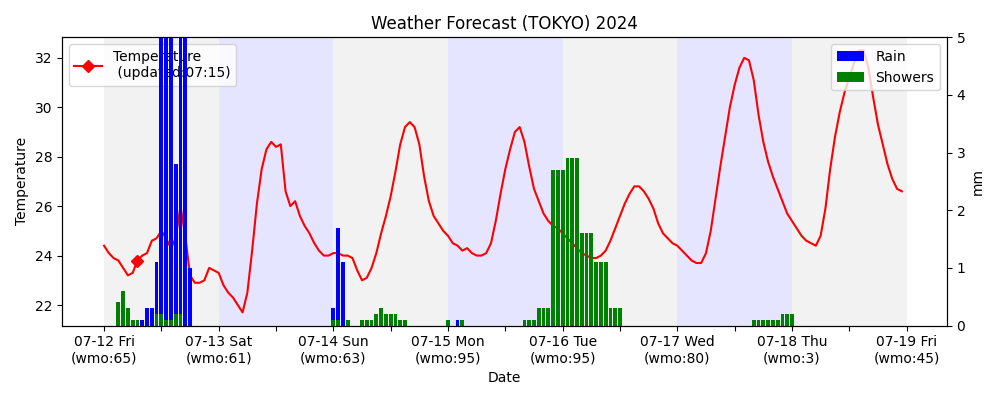 Weather Forecast (TOKYO) 2024
Temperature
(updated 07:15)
Rain
Showers
Temperature
32
30
28
26
24
22
5
4
3
2
1
0
mm
07-12 Fri
(wmo:65)
07-13 Sat
(wmo:61)
07-14 Sun
(wmo:63)
07-15 Mon
(wmo:95)
07-16 Tue
(wmo:95)
07-17 Wed
(wmo:80)
07-18 Thu
(wmo:3)
07-19 Fri
(wmo:45)
Date